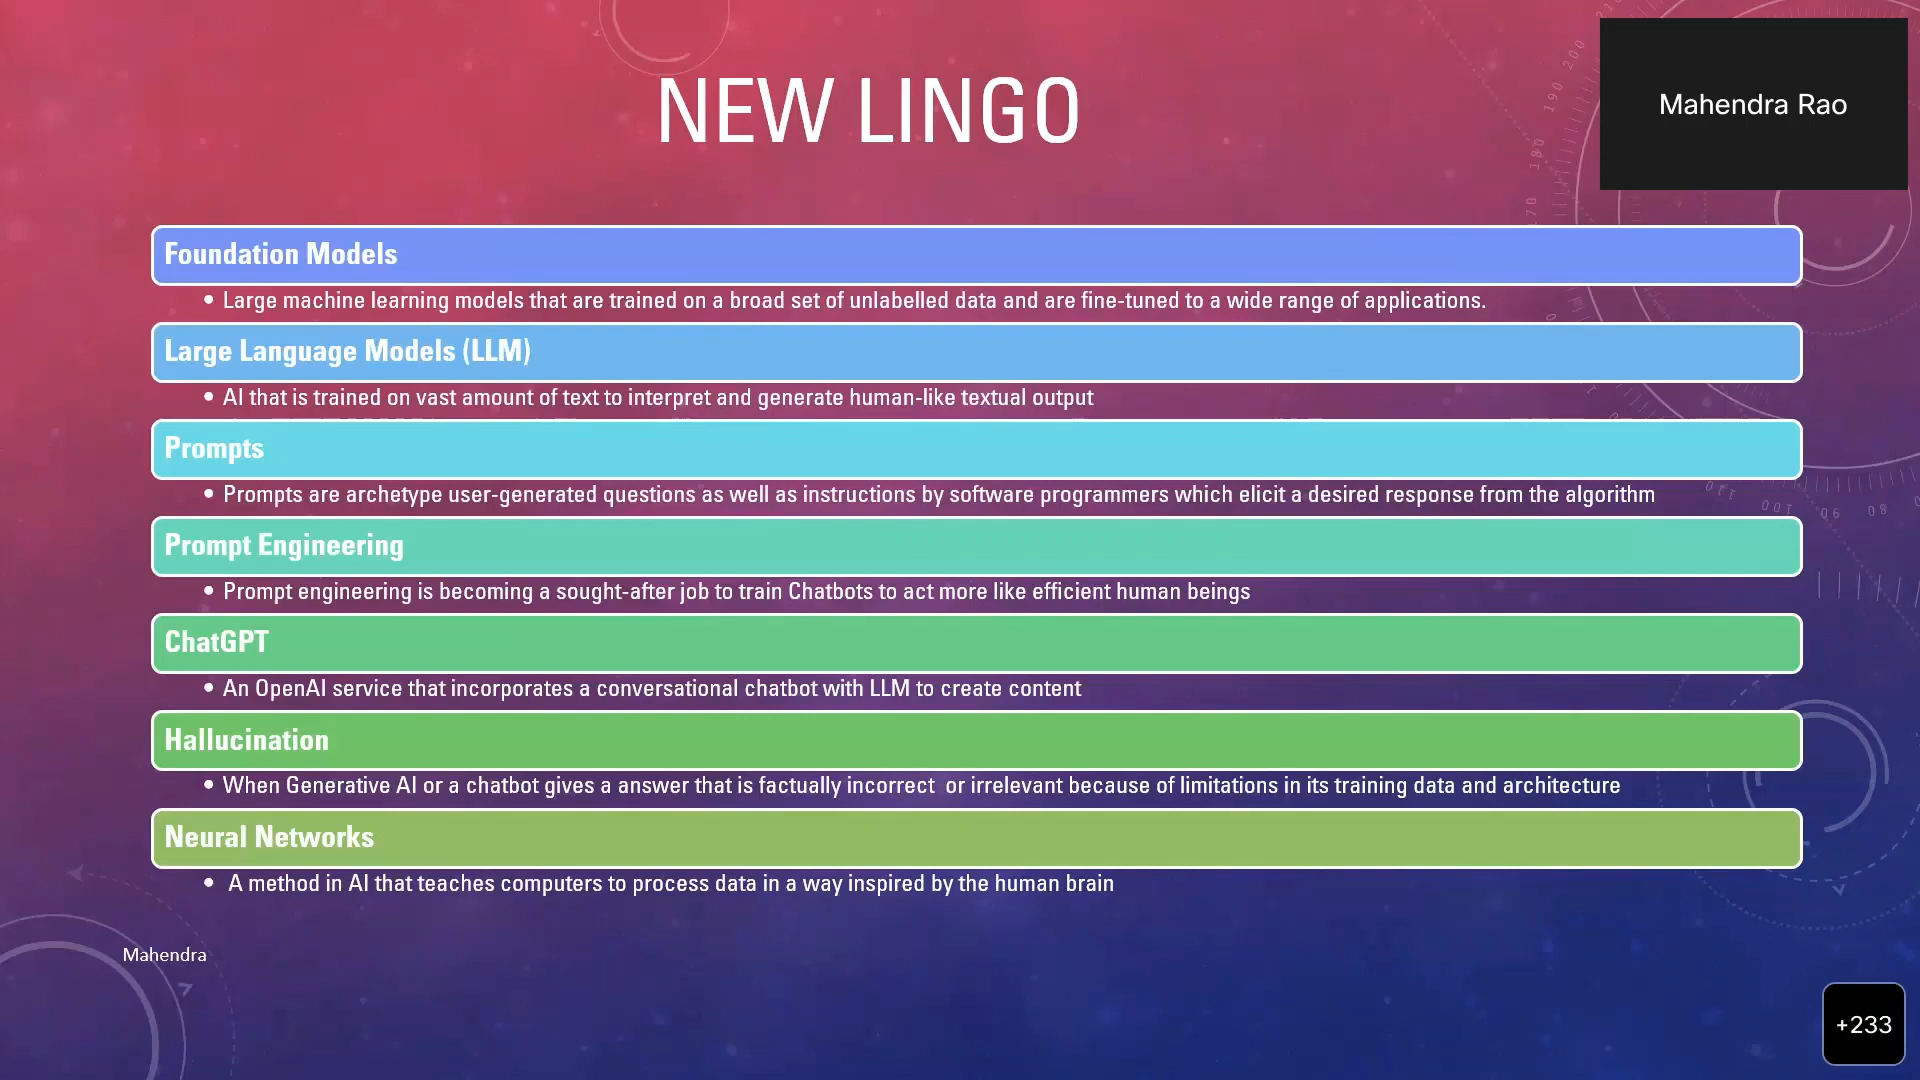 NEW LINGO
Mahendra Rao
Foundation Models
• Large machine learning models that are trained on a broad set of unlabelled data and are fine-tuned to a wide range of applications.
Large Language Models (LLM)
• AI that is trained on vast amount of text to interpret and generate human-like textual output
Prompts
• Prompts are archetype user-generated questions as well as instructions by software programmers which elicit a desired response from the algorithm
Prompt Engineering
• Prompt engineering is becoming a sought-after job to train Chatbots to act more like efficient human beings
ChatGPT
• An OpenAI service that incorporates a conversational chatbot with LLM to create content
Hallucination
• When Generative AI or a chatbot gives a answer that is factually incorrect  or irrelevant because of limitations in its training data and architecture
Neural Networks
• A method in AI that teaches computers to process data in a way inspired by the human brain
Mahendra
+233